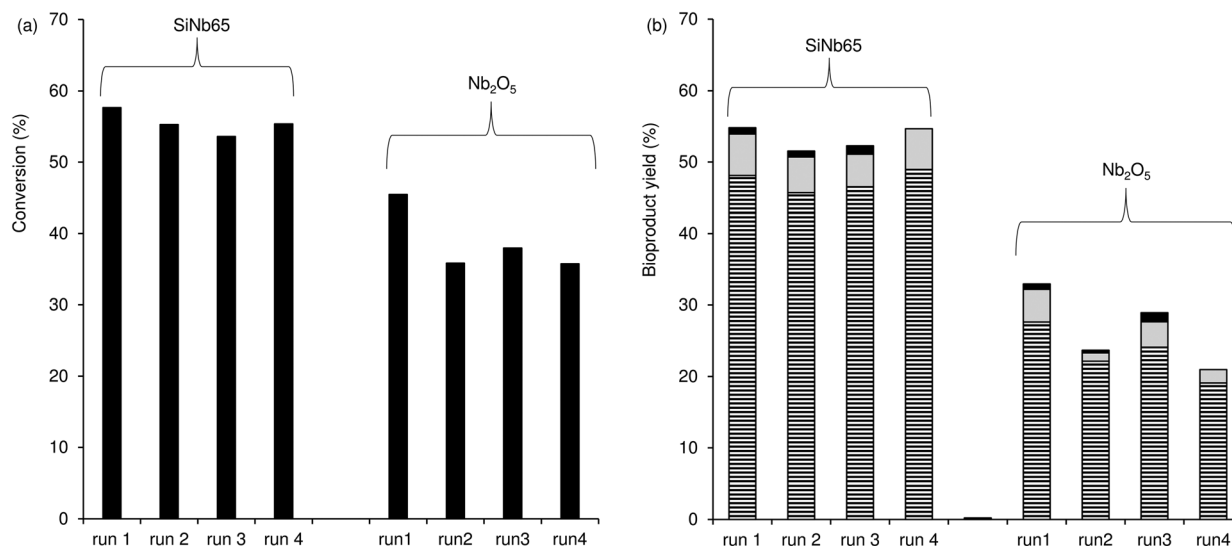 (a)
SiNb65
Nb₂O₅
Conversion (%)
70
60
50
40
30
20
10
0
run 1 run 2 run 3 run 4 run1 run2 run3 run4
(b)
SiNb65
Nb₂O₅
Bioproduct yield (%)
70
60
50
40
30
20
10
0
run 1 run 2 run 3 run 4 run1 run2 run3 run4